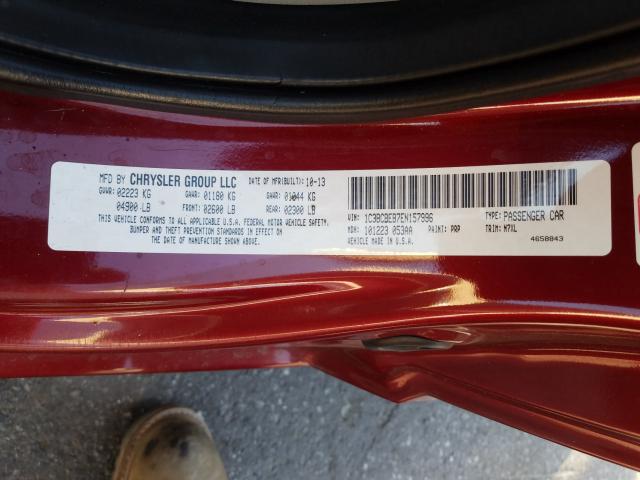 MFD BY CHRYSLER GROUP LLC DATE OF MFR(BUILT): 10-13
GVWR: 02223 KG GAWR: 01180 KG GAWR: 01044 KG
04900 LB FRONT: 02600 LB REAR: 02300 LB
THIS VEHICLE CONFORMS TO ALL APPLICABLE U.S.A. FEDERAL MOTOR VEHICLE SAFETY,
BUMPER AND THEFT PREVENTION STANDARDS IN EFFECT ON
THE DATE OF MANUFACTURE SHOWN ABOVE.
VIN: 1C3BCBEB7EN157996 TYPE: PASSENGER CAR
MDH: 101223 053AA PAINT: PRP TRIM: M7XL
VEHICLE MADE IN U.S.A. 4658843